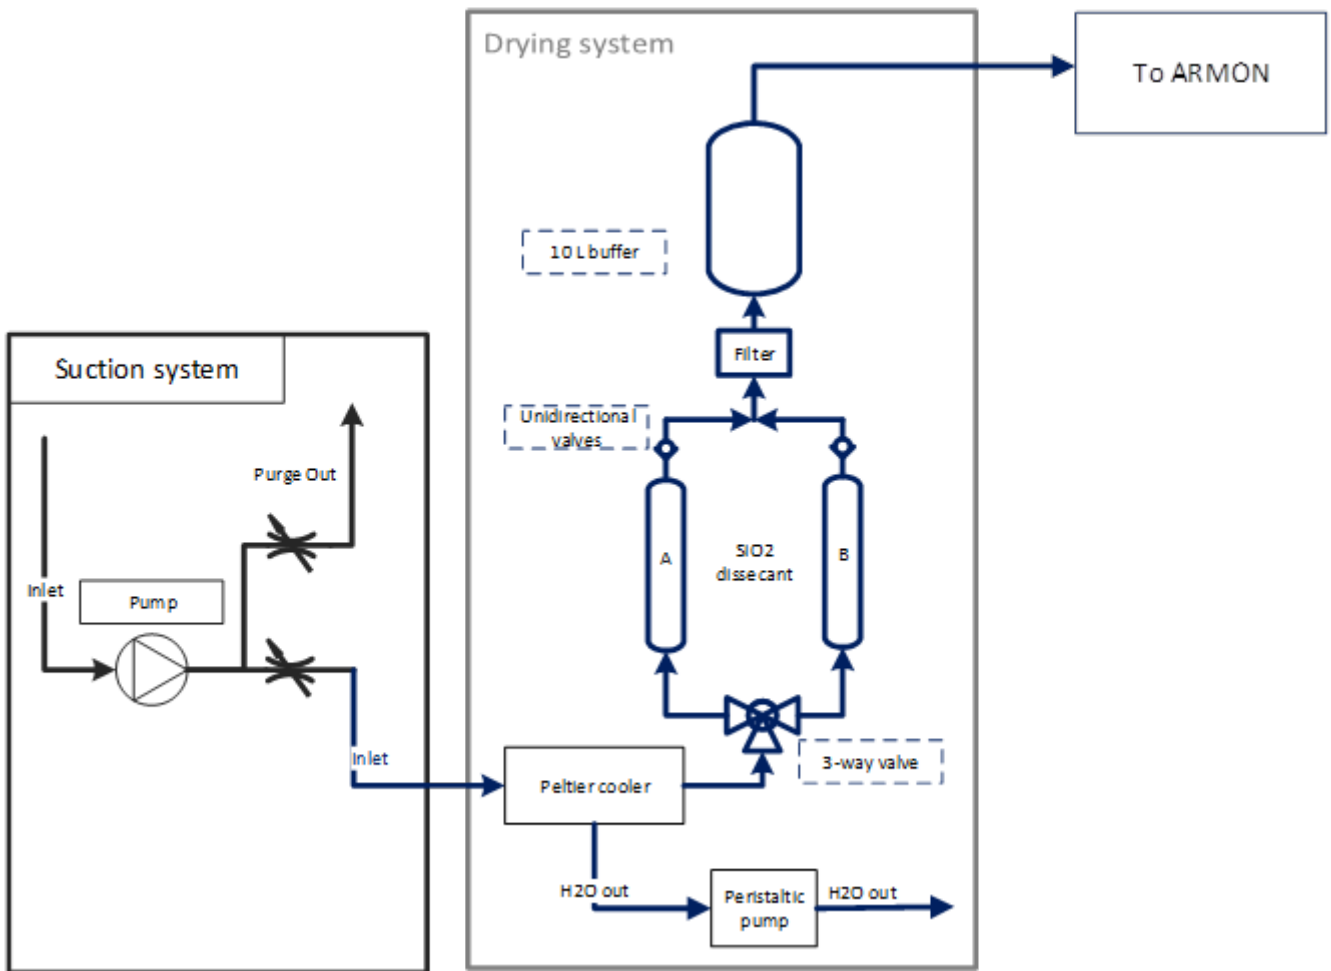 Drying system
To ARMON
10 L buffer
Filter
Suction system
Unidirectional
valves
Purge Out
A
SIO2
dissecant
B
Inlet
Pump
Inlet
3-way valve
Peltier cooler
H2O out
Peristaltic
pump
H2O out